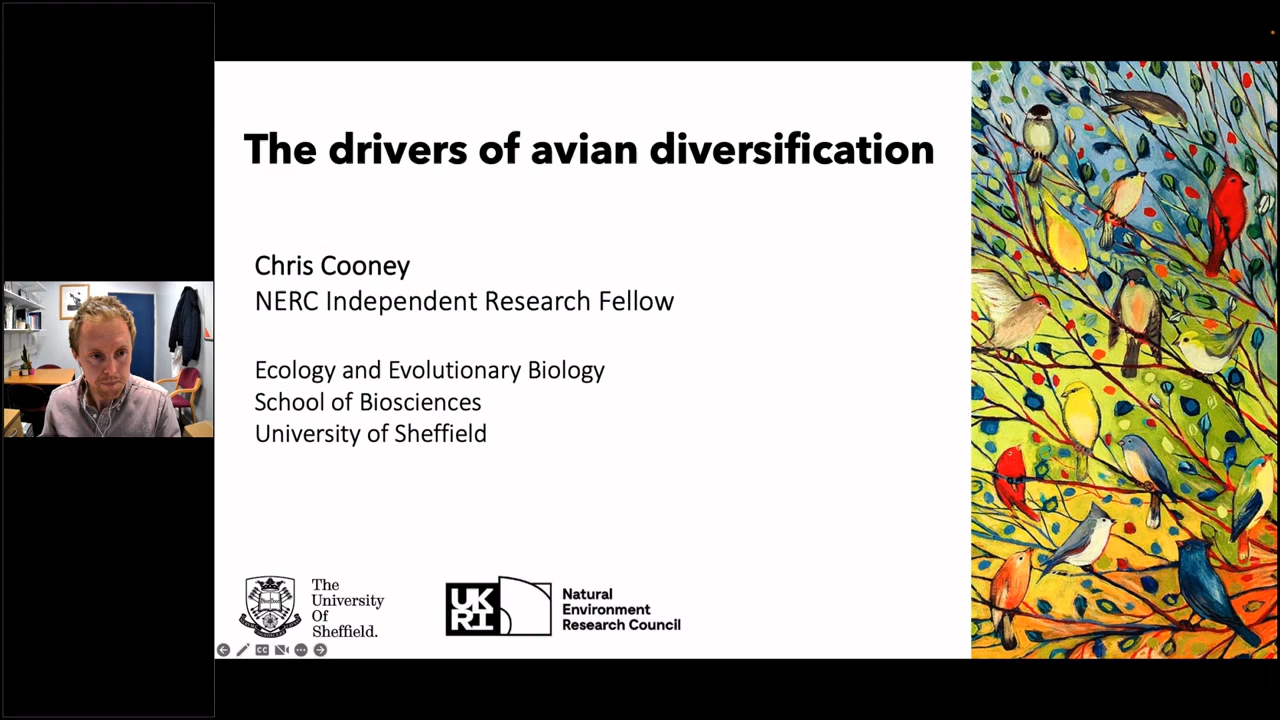 The drivers of avian diversification
Chris Cooney
NERC Independent Research Fellow
Ecology and Evolutionary Biology
School of Biosciences
University of Sheffield
The
University
Of
Sheffield.
UK
RI
Natural
Environment
Research Council
CC